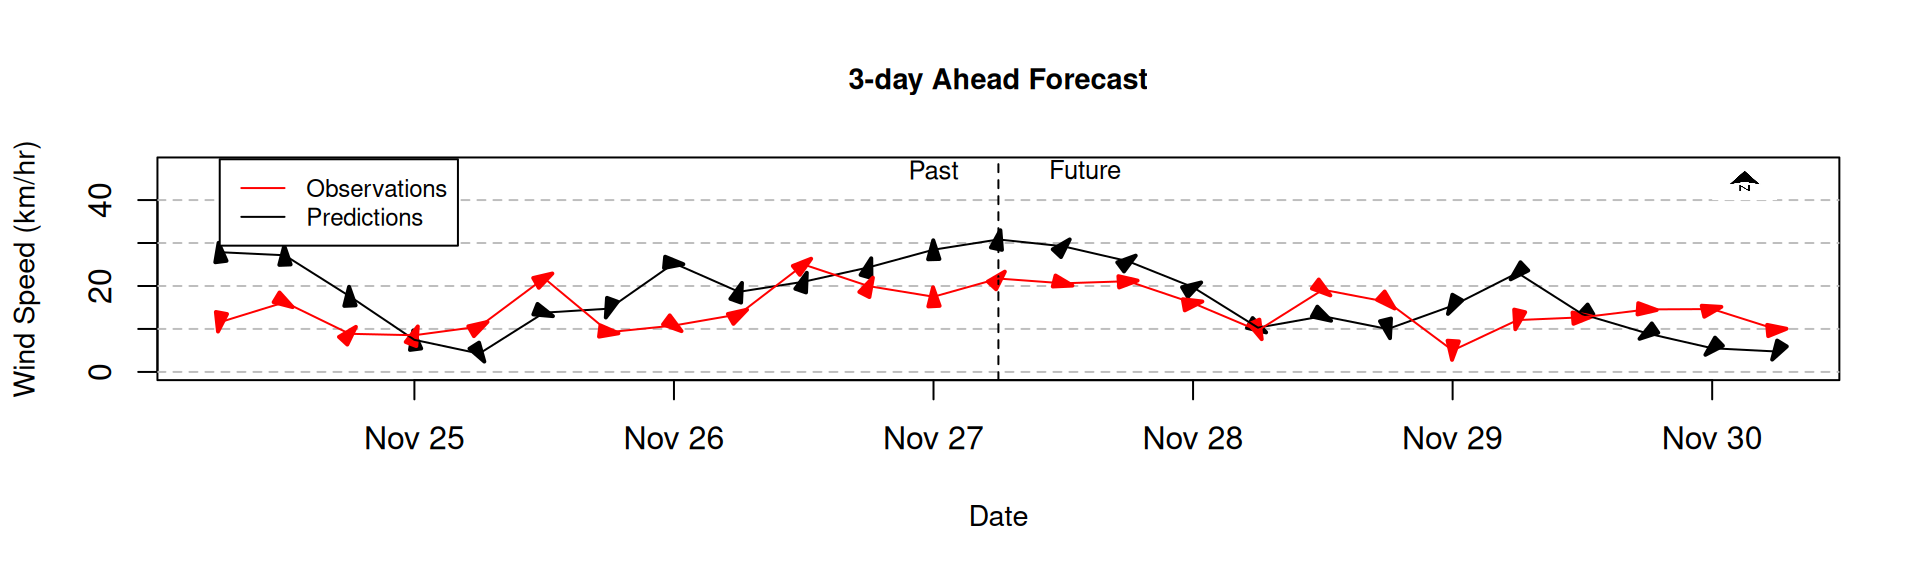 3-day Ahead Forecast
Wind Speed (km/hr)
40
20
0
Observations
Predictions
Past
Future
N
Nov 25
Nov 26
Nov 27
Nov 28
Nov 29
Nov 30
Date